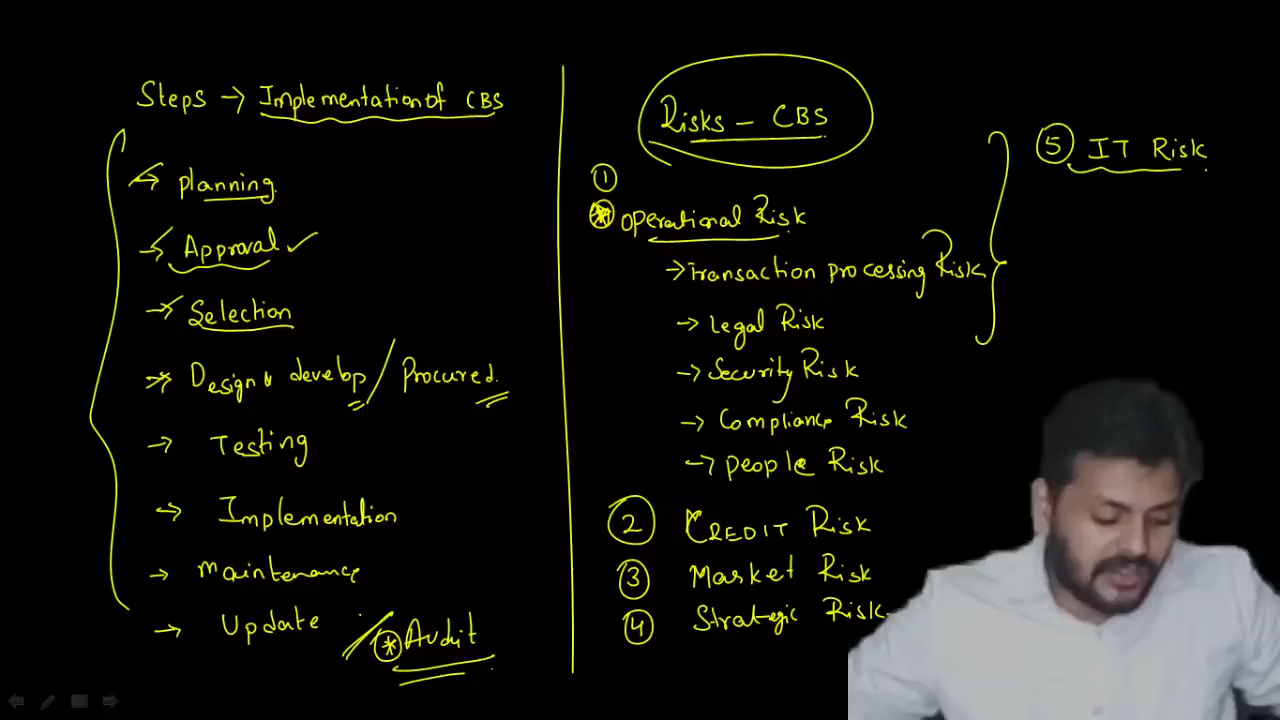 Steps → Implementation of CBS
→ planning
→ Approval ✓
→ Selection
→ Design & develop / Procured.
→ Testing
→ Implementation
→ Maintenance
→ Update
* Audit
Risks - CBS
①
* Operational Risk
→ Transaction processing Risk
→ Legal Risk
→ Security Risk
→ Compliance Risk
→ People Risk
② CREDIT Risk
③ Market Risk
④ Strategic Risk
⑤ IT Risk